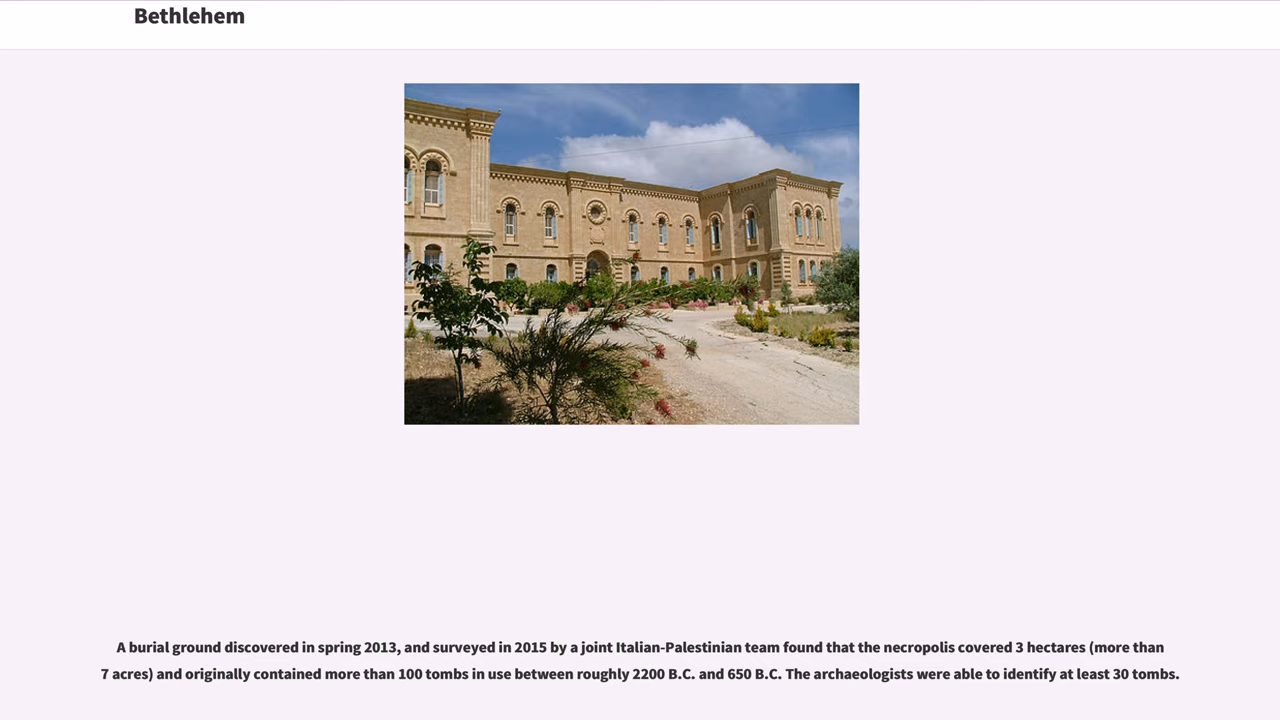 Bethlehem
A burial ground discovered in spring 2013, and surveyed in 2015 by a joint Italian-Palestinian team found that the necropolis covered 3 hectares (more than
7 acres) and originally contained more than 100 tombs in use between roughly 2200 B.C. and 650 B.C. The archaeologists were able to identify at least 30 tombs.